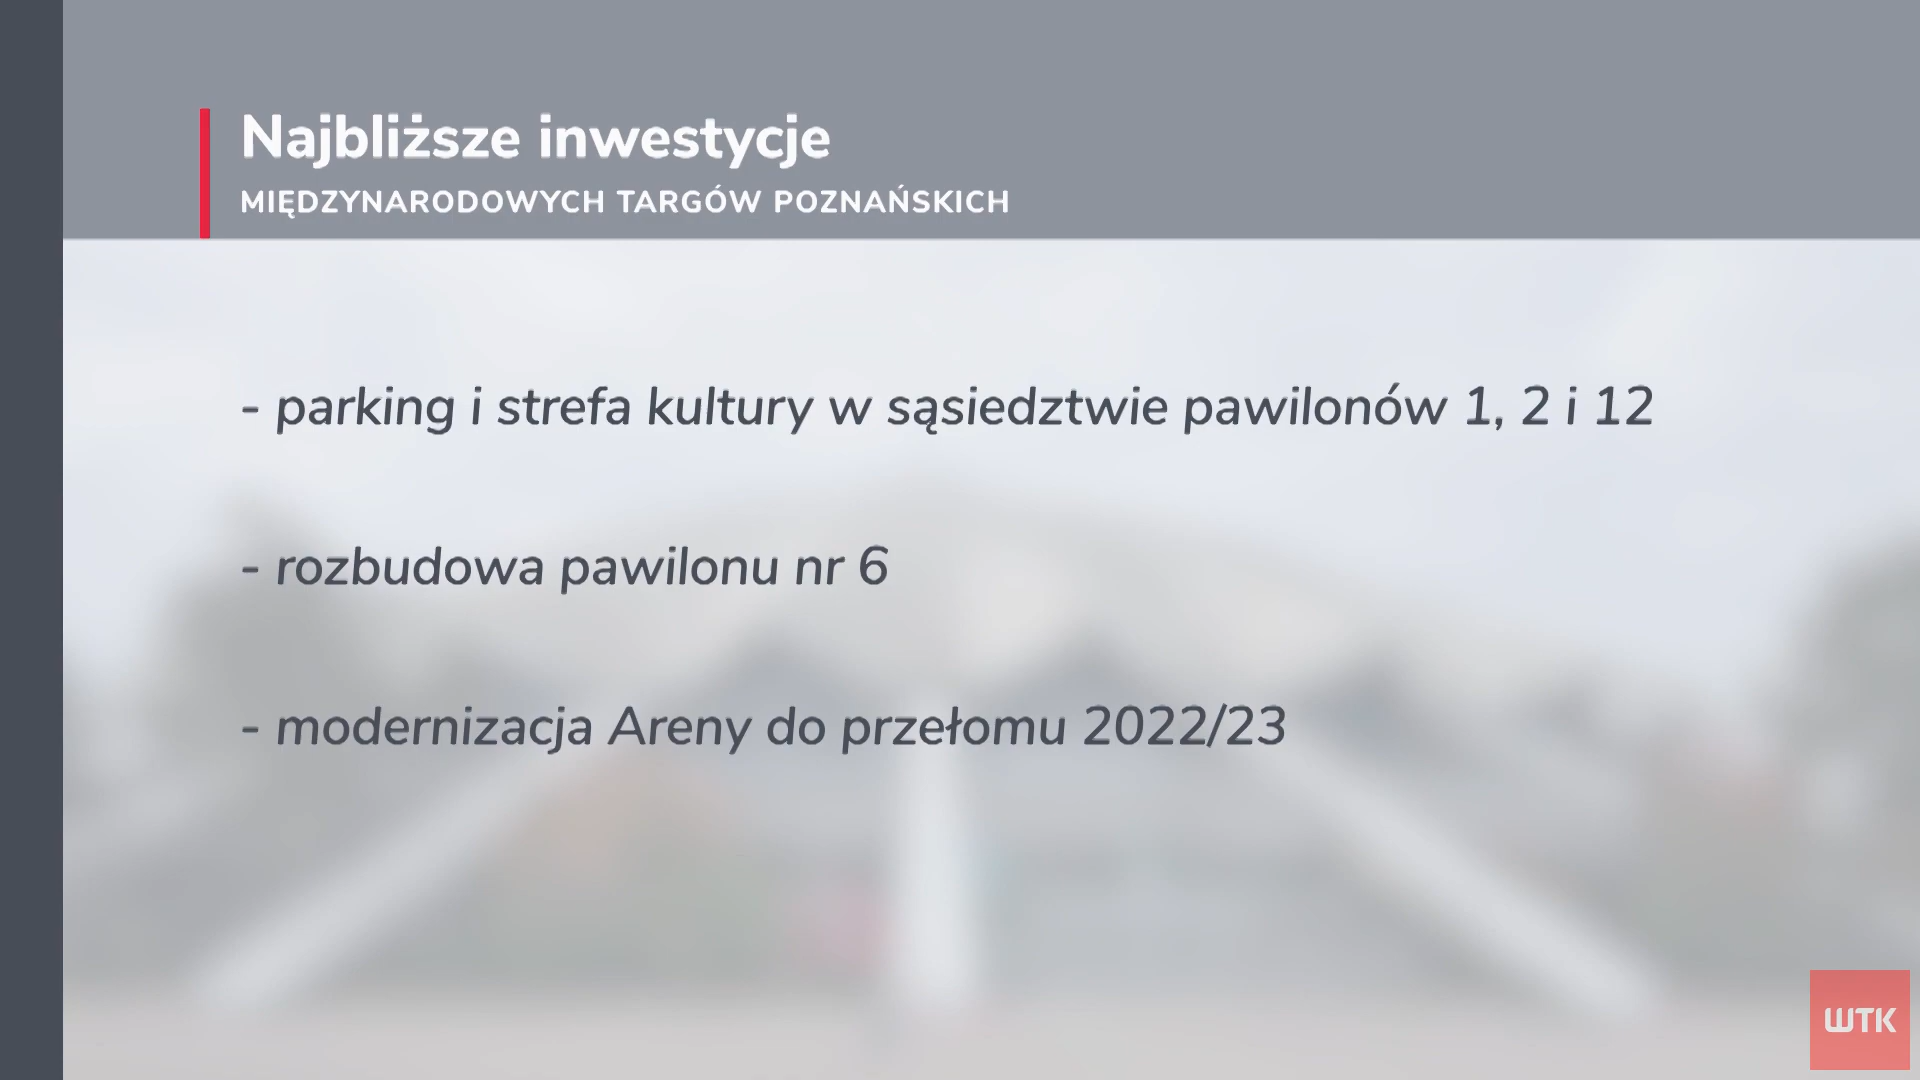 Najbliższe inwestycje
MIĘDZYNARODOWYCH TARGÓW POZNAŃSKICH
- parking i strefa kultury w sąsiedztwie pawilonów 1, 2 i 12
- rozbudowa pawilonu nr 6
- modernizacja Areny do przełomu 2022/23
WTK